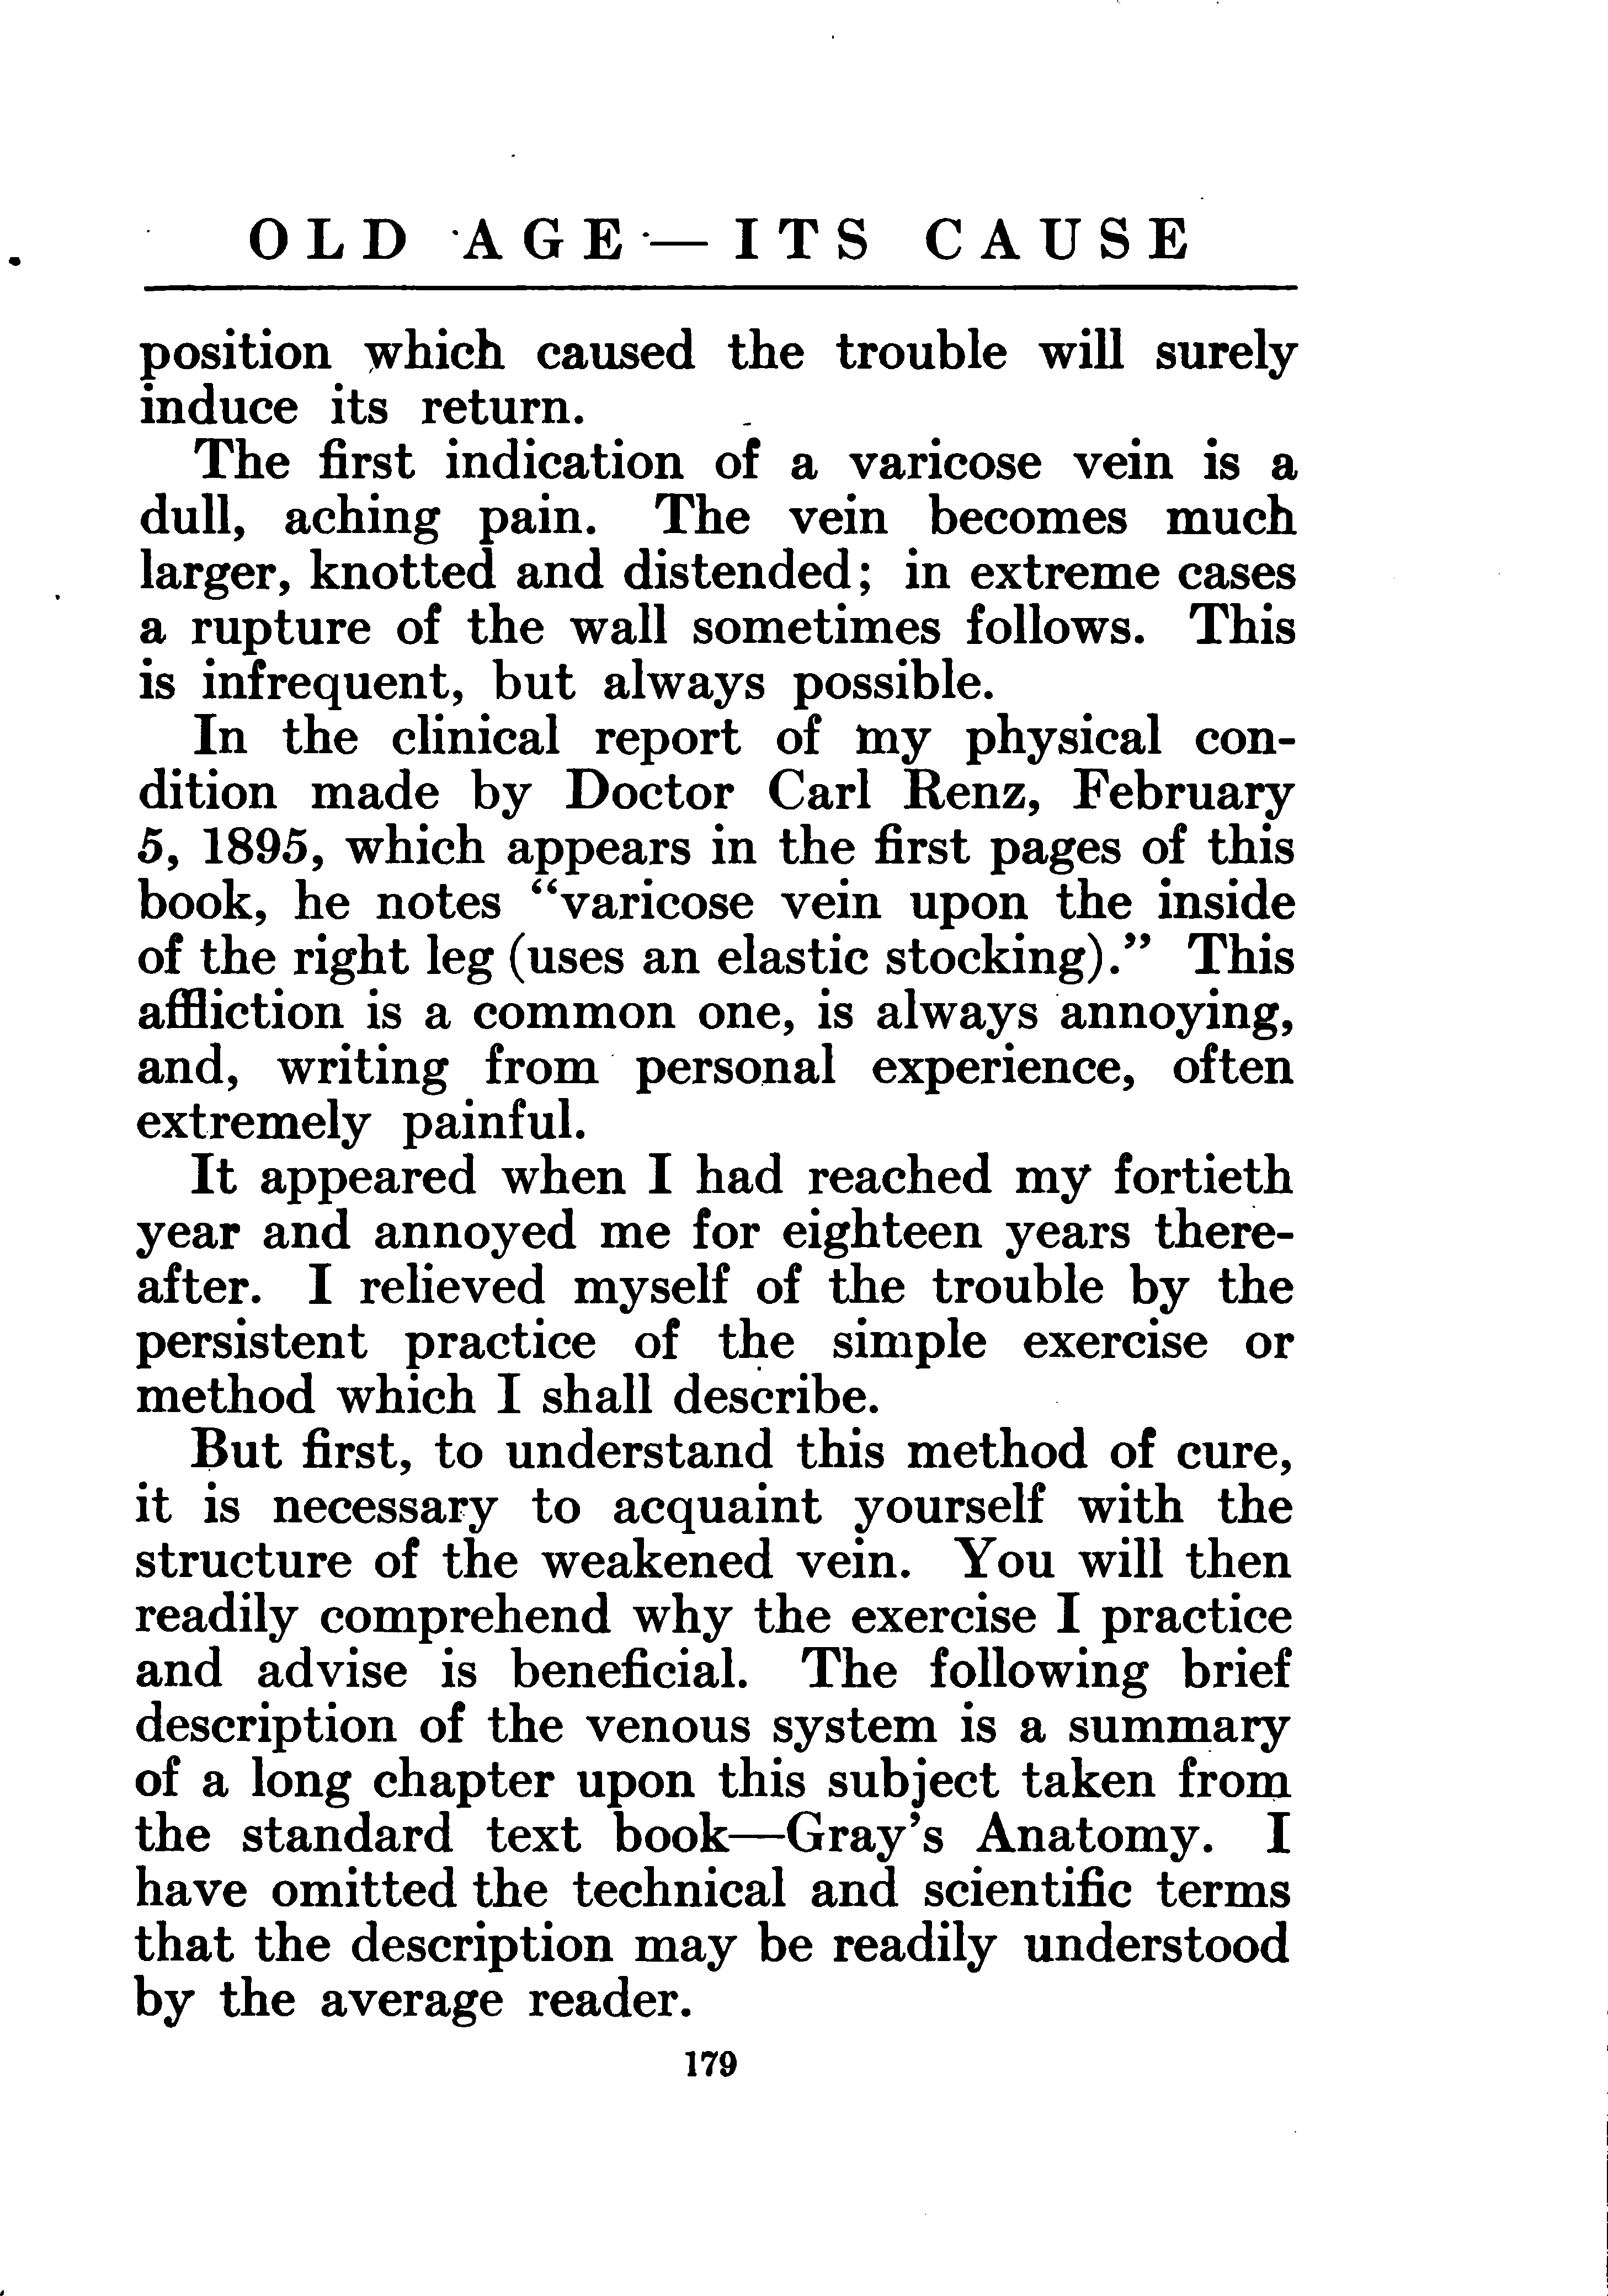 OLD AGE — ITS CAUSE
position which caused the trouble will surely
induce its return.
The first indication of a varicose vein is a
dull, aching pain. The vein becomes much
larger, knotted and distended; in extreme cases
a rupture of the wall sometimes follows. This
is infrequent, but always possible.
In the clinical report of my physical con-
dition made by Doctor Carl Renz, February
5, 1895, which appears in the first pages of this
book, he notes “varicose vein upon the inside
of the right leg (uses an elastic stocking).” This
affliction is a common one, is always annoying,
and, writing from personal experience, often
extremely painful.
It appeared when I had reached my fortieth
year and annoyed me for eighteen years there-
after. I relieved myself of the trouble by the
persistent practice of the simple exercise or
method which I shall describe.
But first, to understand this method of cure,
it is necessary to acquaint yourself with the
structure of the weakened vein. You will then
readily comprehend why the exercise I practice
and advise is beneficial. The following brief
description of the venous system is a summary
of a long chapter upon this subject taken from
the standard text book—Gray’s Anatomy. I
have omitted the technical and scientific terms
that the description may be readily understood
by the average reader.
179